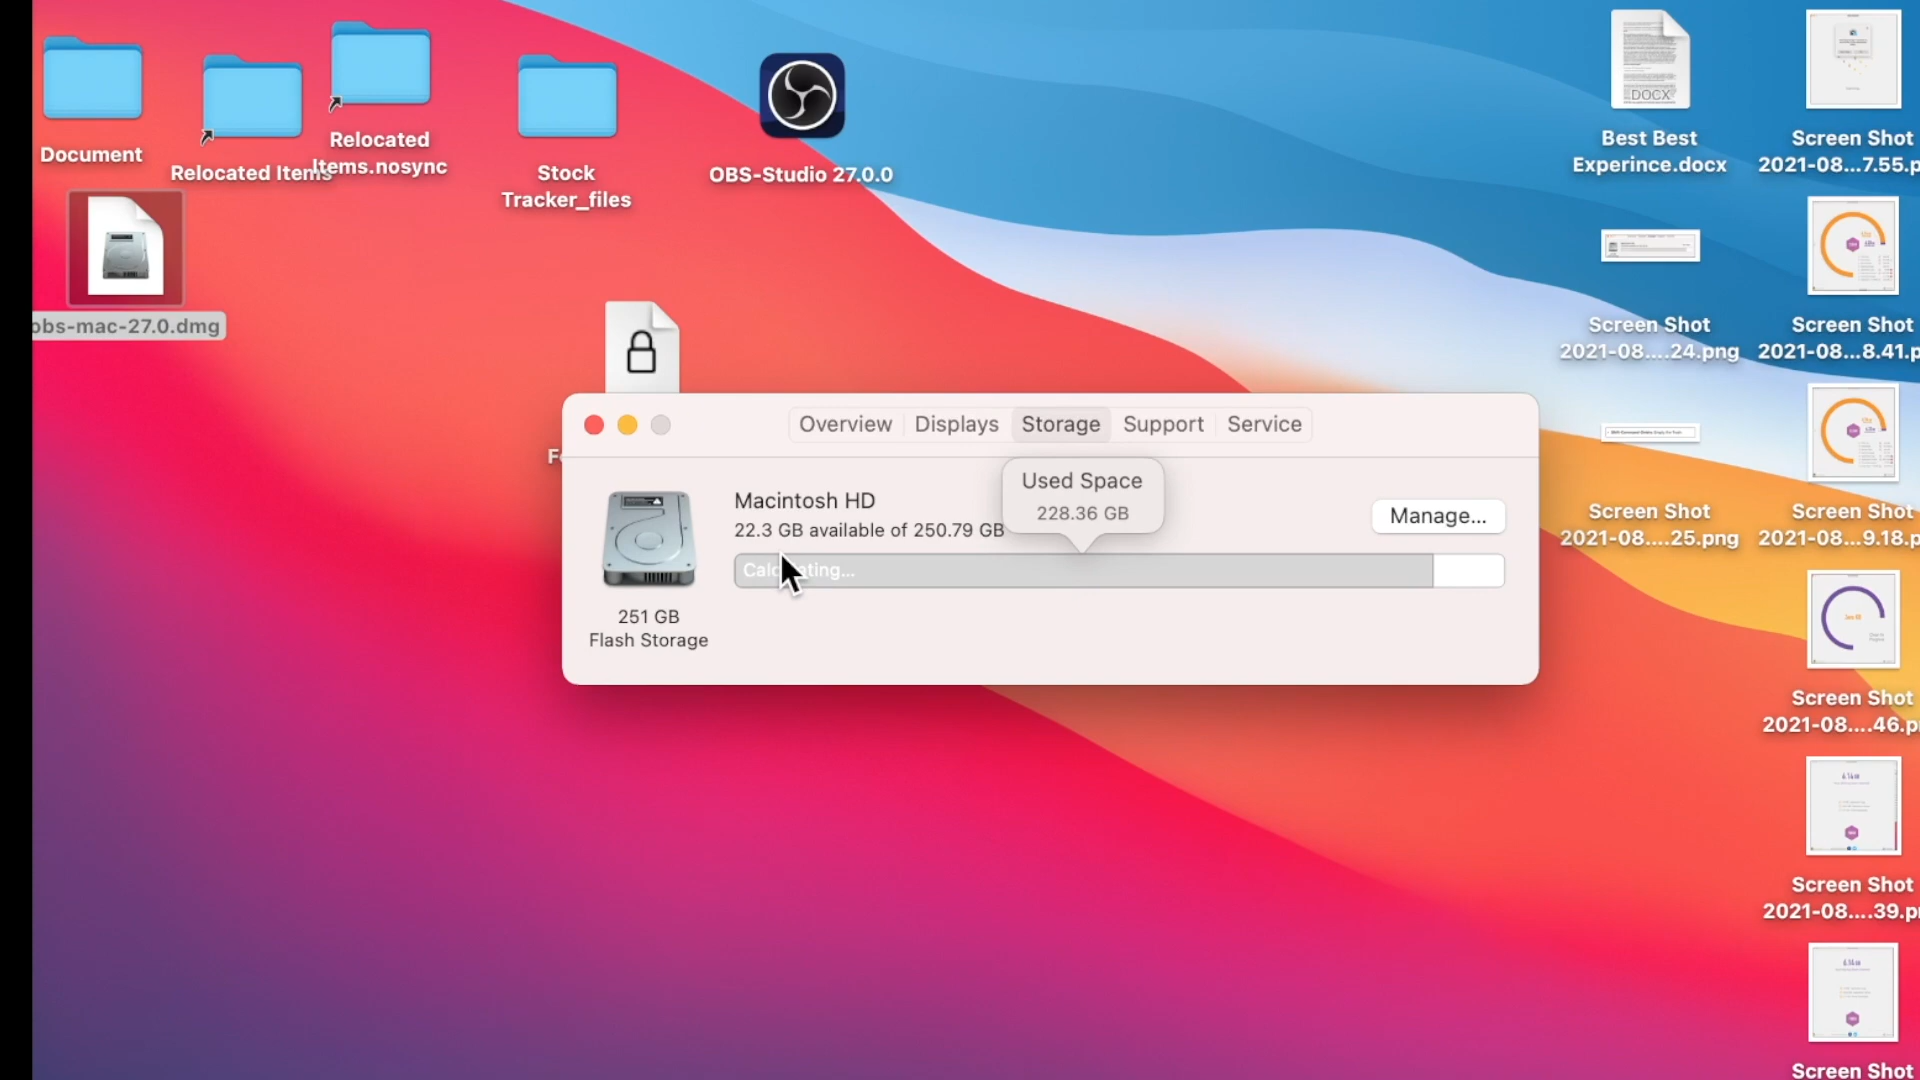 Document
Relocated Items
Relocated
Items.nosync
Stock
Tracker_files
OBS-Studio 27.0.0
obs-mac-27.0.dmg
DOCX
Best Best
Experince.docx
Screen Shot
2021-08...7.55.p
Screen Shot
2021-08....24.png
Screen Shot
2021-08...8.41.p
Screen Shot
2021-08....25.png
Screen Shot
2021-08...9.18.p
Screen Shot
2021-08....46.p
Screen Shot
2021-08....39.p
Screen Shot
Overview
Displays
Storage
Support
Service
Used Space
228.36 GB
Macintosh HD
22.3 GB available of 250.79 GB
Manage...
251 GB
Flash Storage